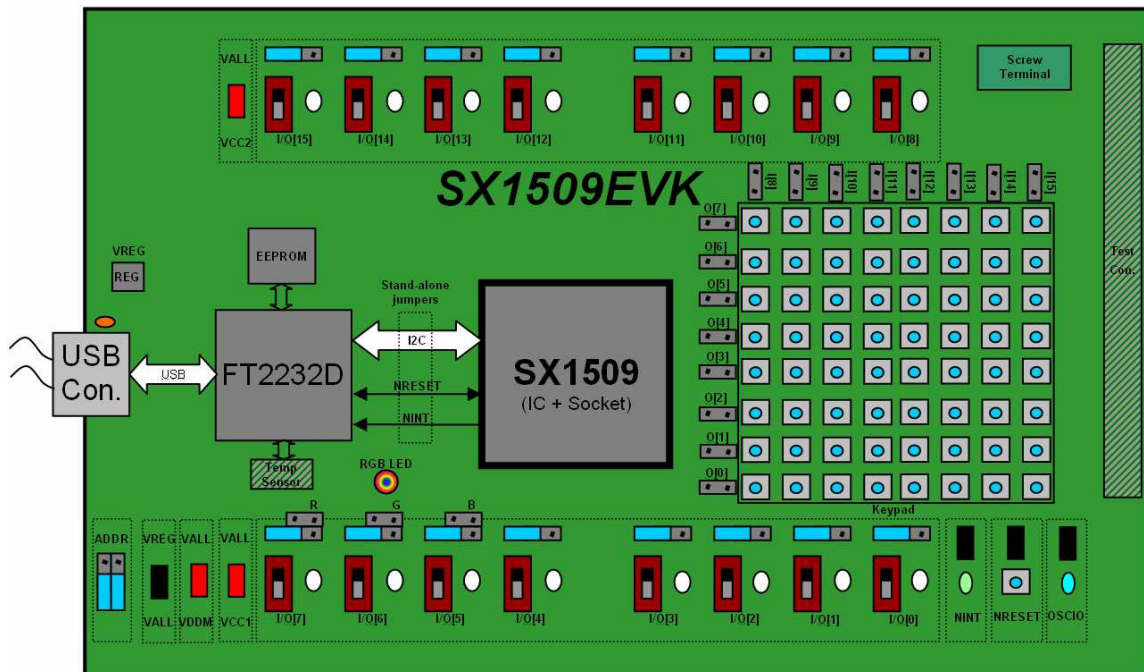 VALL
VCC2
I/O[15]
I/O[14]
I/O[13]
I/O[12]
I/O[11]
I/O[10]
I/O[9]
I/O[8]
Screw
Terminal
SX1509EVK
I[8]
I[9]
I[10]
I[11]
I[12]
I[13]
I[14]
I[15]
O[7]
O[6]
O[5]
O[4]
O[3]
O[2]
O[1]
O[0]
Keypad
Test
Con.
VREG
REG
EEPROM
Stand-alone
jumpers
USB
Con.
USB
FT2232D
I2C
NRESET
NINT
SX1509
(IC + Socket)
Temp
Sensor
RGB LED
R
G
B
ADDR
VREG
VALL
VALL
VALL
VDDM
VCC1
I/O[7]
I/O[6]
I/O[5]
I/O[4]
I/O[3]
I/O[2]
I/O[1]
I/O[0]
NINT
NRESET
OSCIO